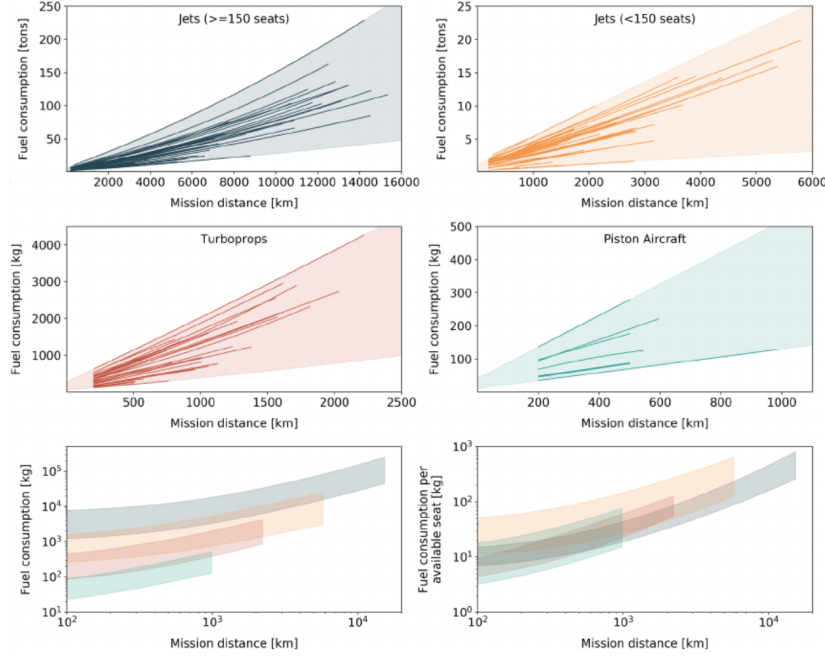 Jets (>=150 seats)
Fuel consumption [tons]
250
200
150
100
50
2000 4000 6000 8000 10000 12000 14000 16000
Mission distance [km]
Jets (<150 seats)
Fuel consumption [tons]
25
20
15
10
5
1000 2000 3000 4000 5000 6000
Mission distance [km]
Turboprops
Fuel consumption [kg]
4000
3000
2000
1000
500 1000 1500 2000 2500
Mission distance [km]
Piston Aircraft
Fuel consumption [kg]
500
400
300
200
100
200 400 600 800 1000
Mission distance [km]
Fuel consumption [kg]
10⁵
10⁴
10³
10²
10¹
10² 10³ 10⁴
Mission distance [km]
Fuel consumption per
available seat [kg]
10³
10²
10¹
10⁰
10² 10³ 10⁴
Mission distance [km]